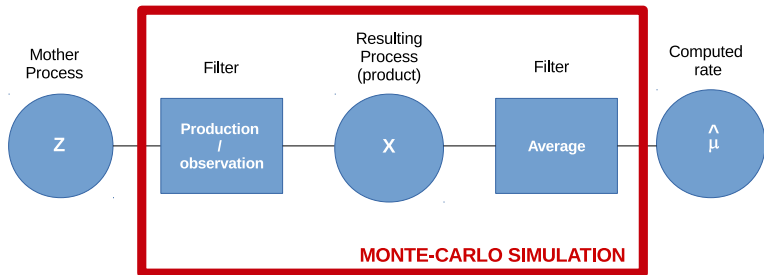 Mother
Process
Filter
Resulting
Process
(product)
Filter
Computed
rate
Z
Production
/
observation
X
Average
^
μ
MONTE-CARLO SIMULATION